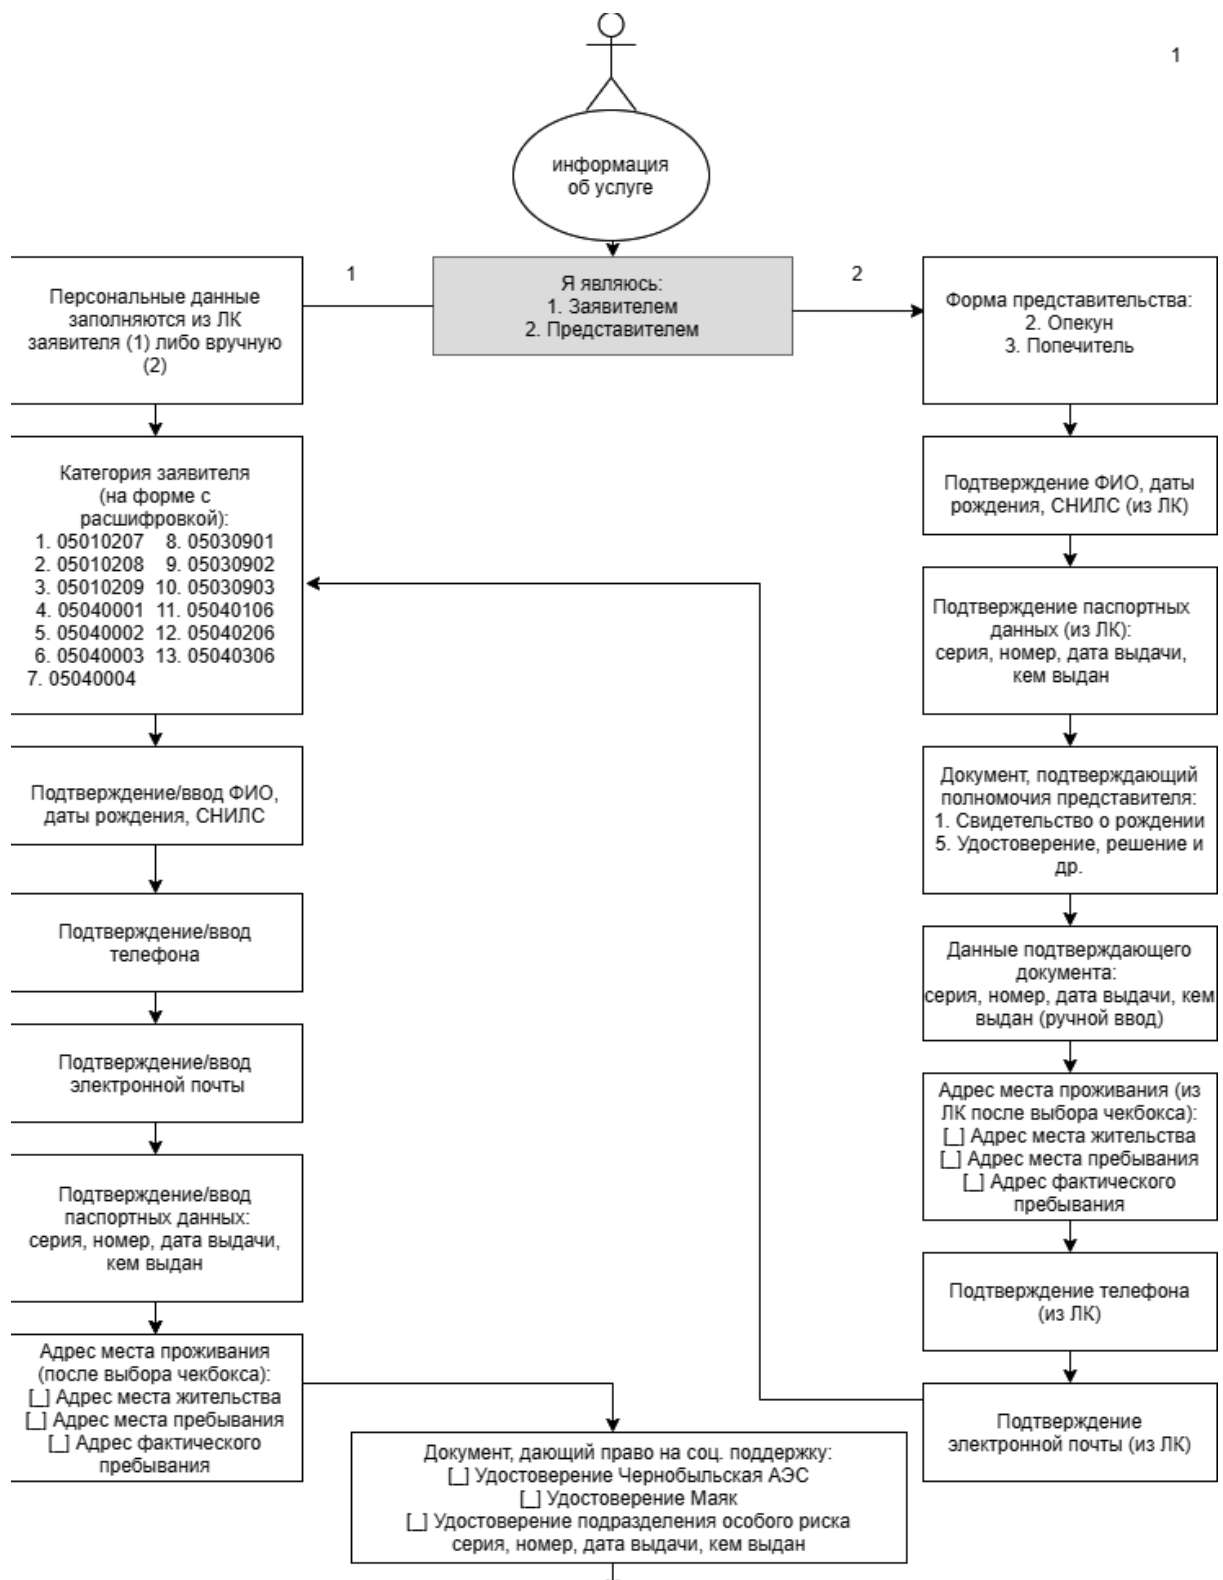 1
информация
об услуге
Персональные данные
заполняются из ЛК
заявителя (1) либо вручную
(2)
1
Я являюсь:
1. Заявителем
2. Представителем
2
Форма представительства:
2. Опекун
3. Попечитель
Категория заявителя
(на форме с
расшифровкой):
1. 05010207 8. 05030901
2. 05010208 9. 05030902
3. 05010209 10. 05030903
4. 05040001 11. 05040106
5. 05040002 12. 05040206
6. 05040003 13. 05040306
7. 05040004
Подтверждение/ввод ФИО,
даты рождения, СНИЛС
Подтверждение/ввод
телефона
Подтверждение/ввод
электронной почты
Подтверждение/ввод
паспортных данных:
серия, номер, дата выдачи,
кем выдан
Адрес места проживания
(после выбора чекбокса):
[_] Адрес места жительства
[_] Адрес места пребывания
[_] Адрес фактического
пребывания
Подтверждение ФИО, даты
рождения, СНИЛС (из ЛК)
Подтверждение паспортных
данных (из ЛК):
серия, номер, дата выдачи,
кем выдан
Документ, подтверждающий
полномочия представителя:
1. Свидетельство о рождении
5. Удостоверение, решение и
др.
Данные подтверждающего
документа:
серия, номер, дата выдачи, кем
выдан (ручной ввод)
Адрес места проживания (из
ЛК после выбора чекбокса):
[_] Адрес места жительства
[_] Адрес места пребывания
[_] Адрес фактического
пребывания
Подтверждение телефона
(из ЛК)
Подтверждение
электронной почты (из ЛК)
Документ, дающий право на соц. поддержку:
[_] Удостоверение Чернобыльская АЭС
[_] Удостоверение Маяк
[_] Удостоверение подразделения особого риска
серия, номер, дата выдачи, кем выдан